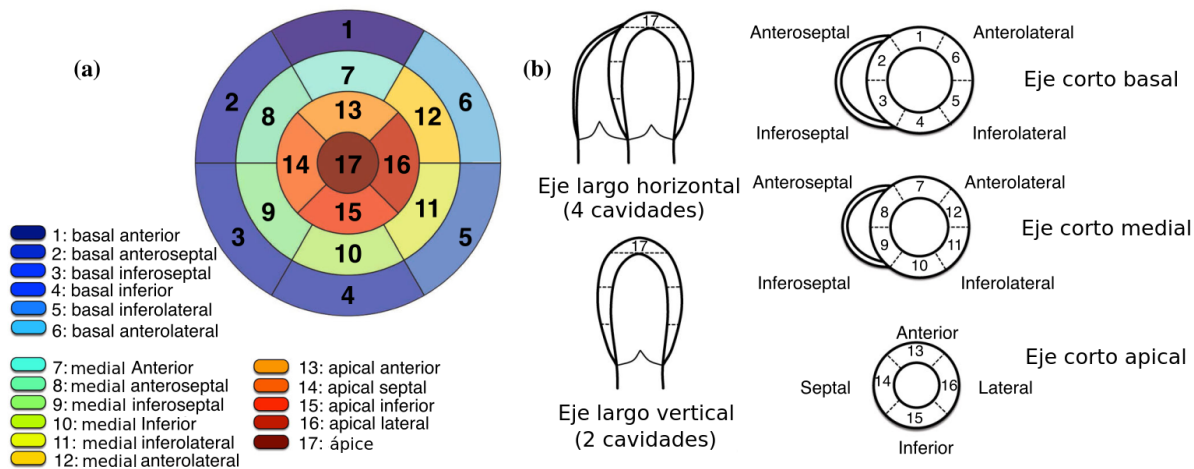 (a)
1
2
3
4
5
6
7
8
9
10
11
12
13
14
15
16
17
1: basal anterior
2: basal anteroseptal
3: basal inferoseptal
4: basal inferior
5: basal inferolateral
6: basal anterolateral
7: medial Anterior
8: medial anteroseptal
9: medial inferoseptal
10: medial Inferior
11: medial inferolateral
12: medial anterolateral
13: apical anterior
14: apical septal
15: apical inferior
16: apical lateral
17: ápice
(b)
17
Eje largo horizontal
(4 cavidades)
17
Eje largo vertical
(2 cavidades)
Anteroseptal
Anterolateral
1
2
6
3
5
4
Inferoseptal
Inferolateral
Eje corto basal
Anteroseptal
Anterolateral
7
8
12
9
11
10
Inferoseptal
Inferolateral
Eje corto medial
Anterior
13
Septal
14
16
Lateral
15
Inferior
Eje corto apical